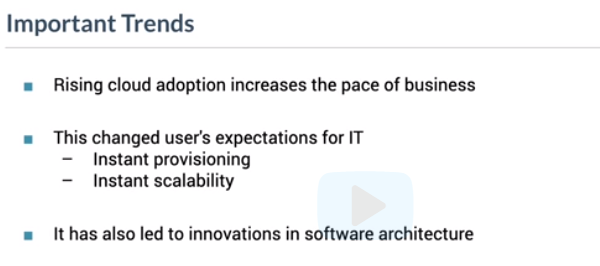 Important Trends
Rising cloud adoption increases the pace of business
This changed user's expectations for IT
– Instant provisioning
– Instant scalability
It has also led to innovations in software architecture